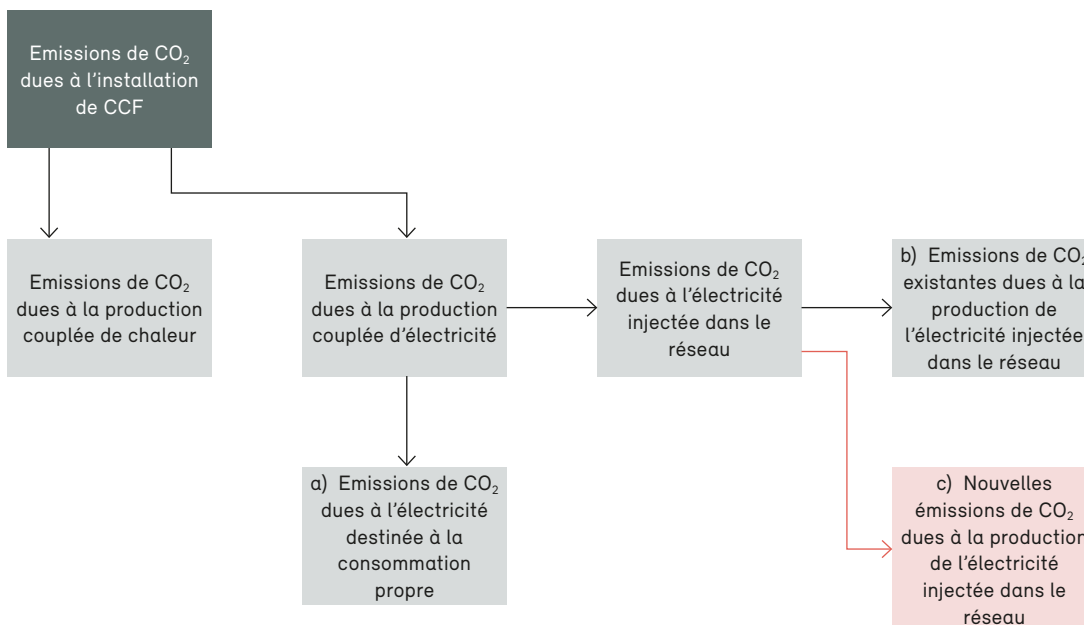 Emissions de CO₂
dues à l'installation
de CCF
Emissions de CO₂
dues à la production
couplée de chaleur
Emissions de CO₂
dues à la production
couplée d'électricité
Emissions de CO₂
dues à l'électricité
injectée dans le
réseau
b) Emissions de CO₂
existantes dues à la
production de
l'électricité injectée
dans le réseau
a) Emissions de CO₂
dues à l'électricité
destinée à la
consommation
propre
c) Nouvelles
émissions de CO₂
dues à la production
de l'électricité
injectée dans le
réseau